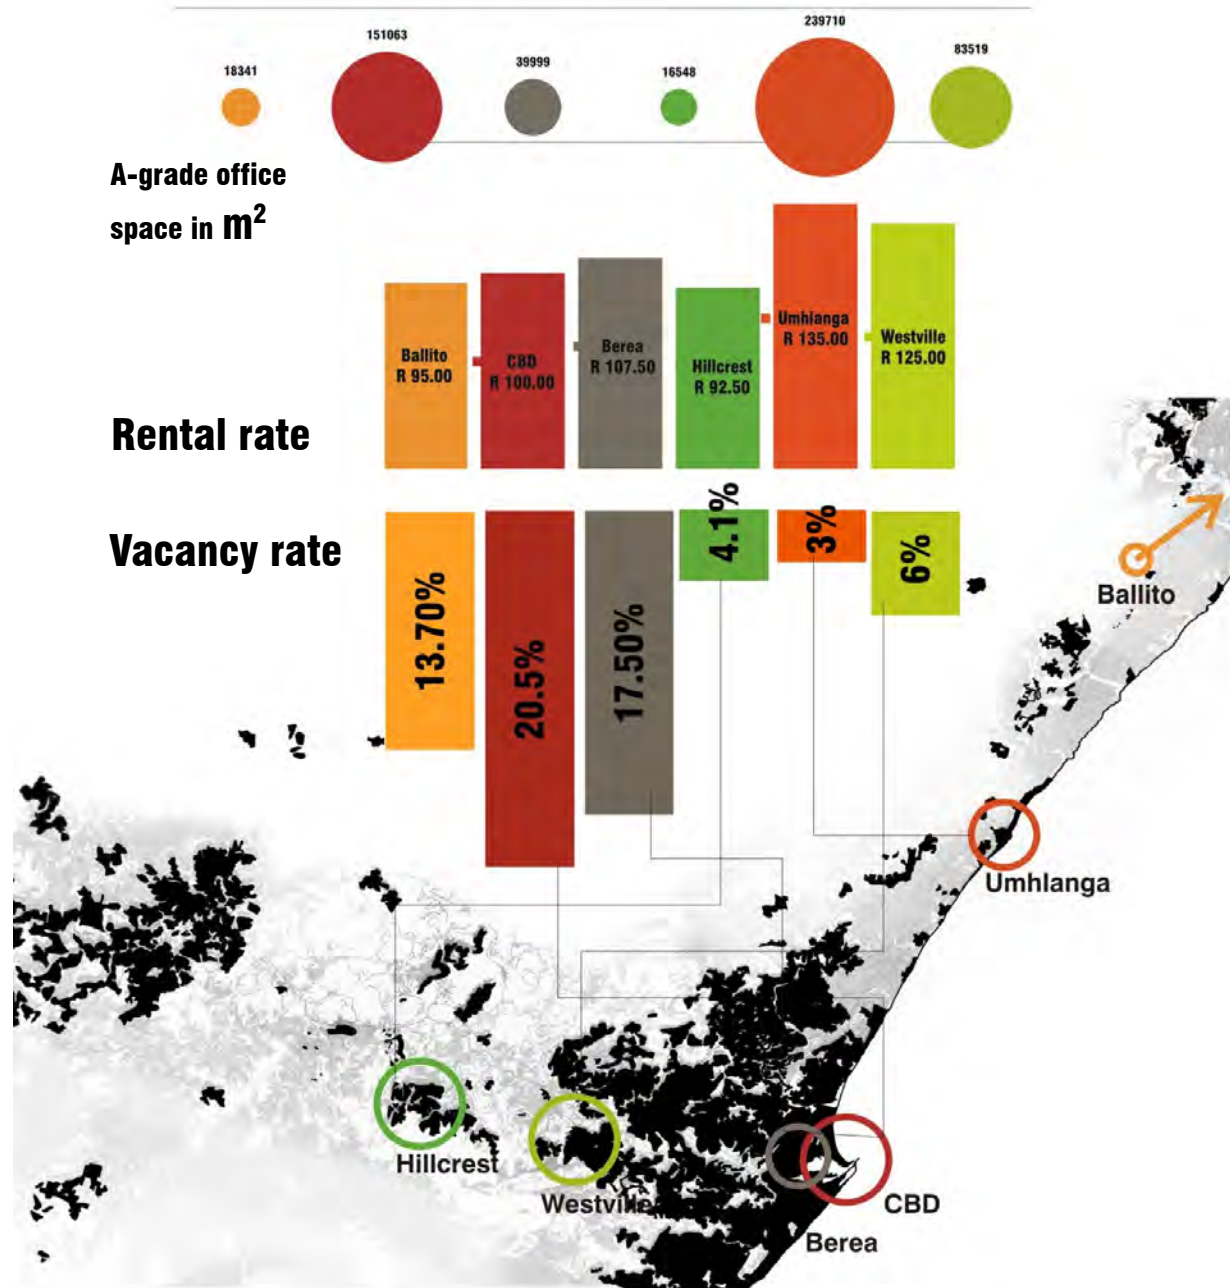 239710
151063
83519
39999
18341
16548
A-grade office
space in m²
Umhlanga
R 135.00
Westville
R 125.00
Berea
R 107.50
Ballito
R 95.00
CBD
R 100.00
Hillcrest
R 92.50
Rental rate
Vacancy rate
13.70%
20.5%
17.50%
4.1%
3%
6%
Ballito
Umhlanga
Hillcrest
Westville
CBD
Berea